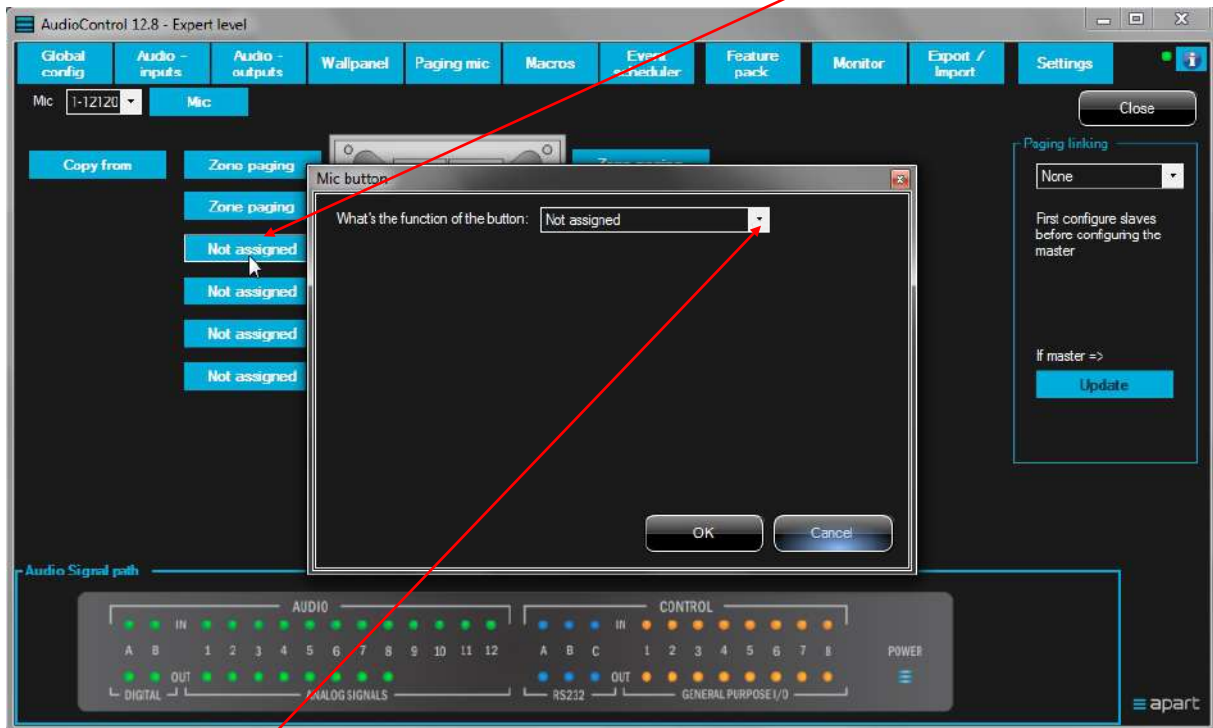 AudioControl 12.8 - Expert level
Global config
Audio - inputs
Audio - outputs
Wallpanel
Paging mic
Macros
Event scheduler
Feature pack
Monitor
Export / Import
Settings
Mic 1-12120 Mic
Close
Copy from
Zone paging
Zone paging
Not assigned
Not assigned
Not assigned
Not assigned
Mic button
What's the function of the button: Not assigned
OK
Cancel
Paging linking
None
First configure slaves
before configuring the
master
If master =>
Update
Audio Signal path
AUDIO
IN
A B 1 2 3 4 5 6 7 8 9 10 11 12
OUT
DIGITAL
ANALOG SIGNALS
CONTROL
IN
A B C 1 2 3 4 5 6 7 8
OUT
RS232
GENERAL PURPOSE I/O
POWER
apart